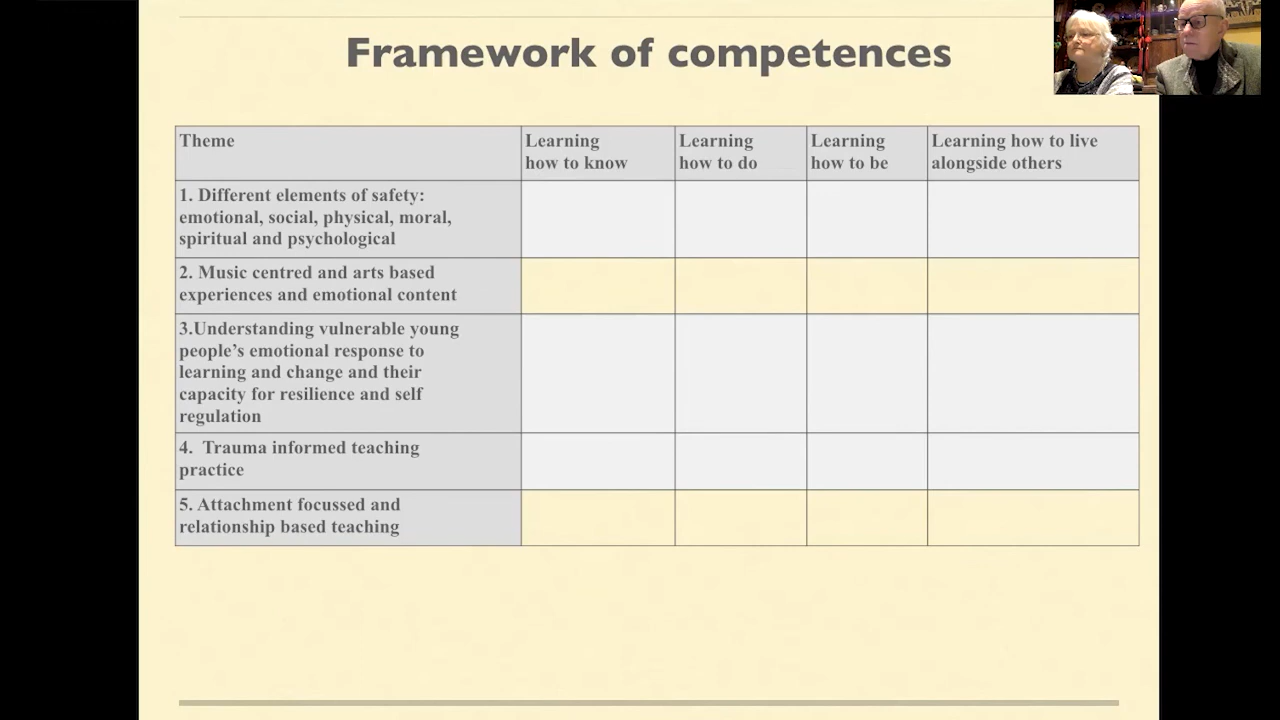 Framework of competences
Theme
Learning
how to know
Learning
how to do
Learning
how to be
Learning how to live
alongside others
1. Different elements of safety:
emotional, social, physical, moral,
spiritual and psychological
2. Music centred and arts based
experiences and emotional content
3.Understanding vulnerable young
people’s emotional response to
learning and change and their
capacity for resilience and self
regulation
4.  Trauma informed teaching
practice
5. Attachment focussed and
relationship based teaching